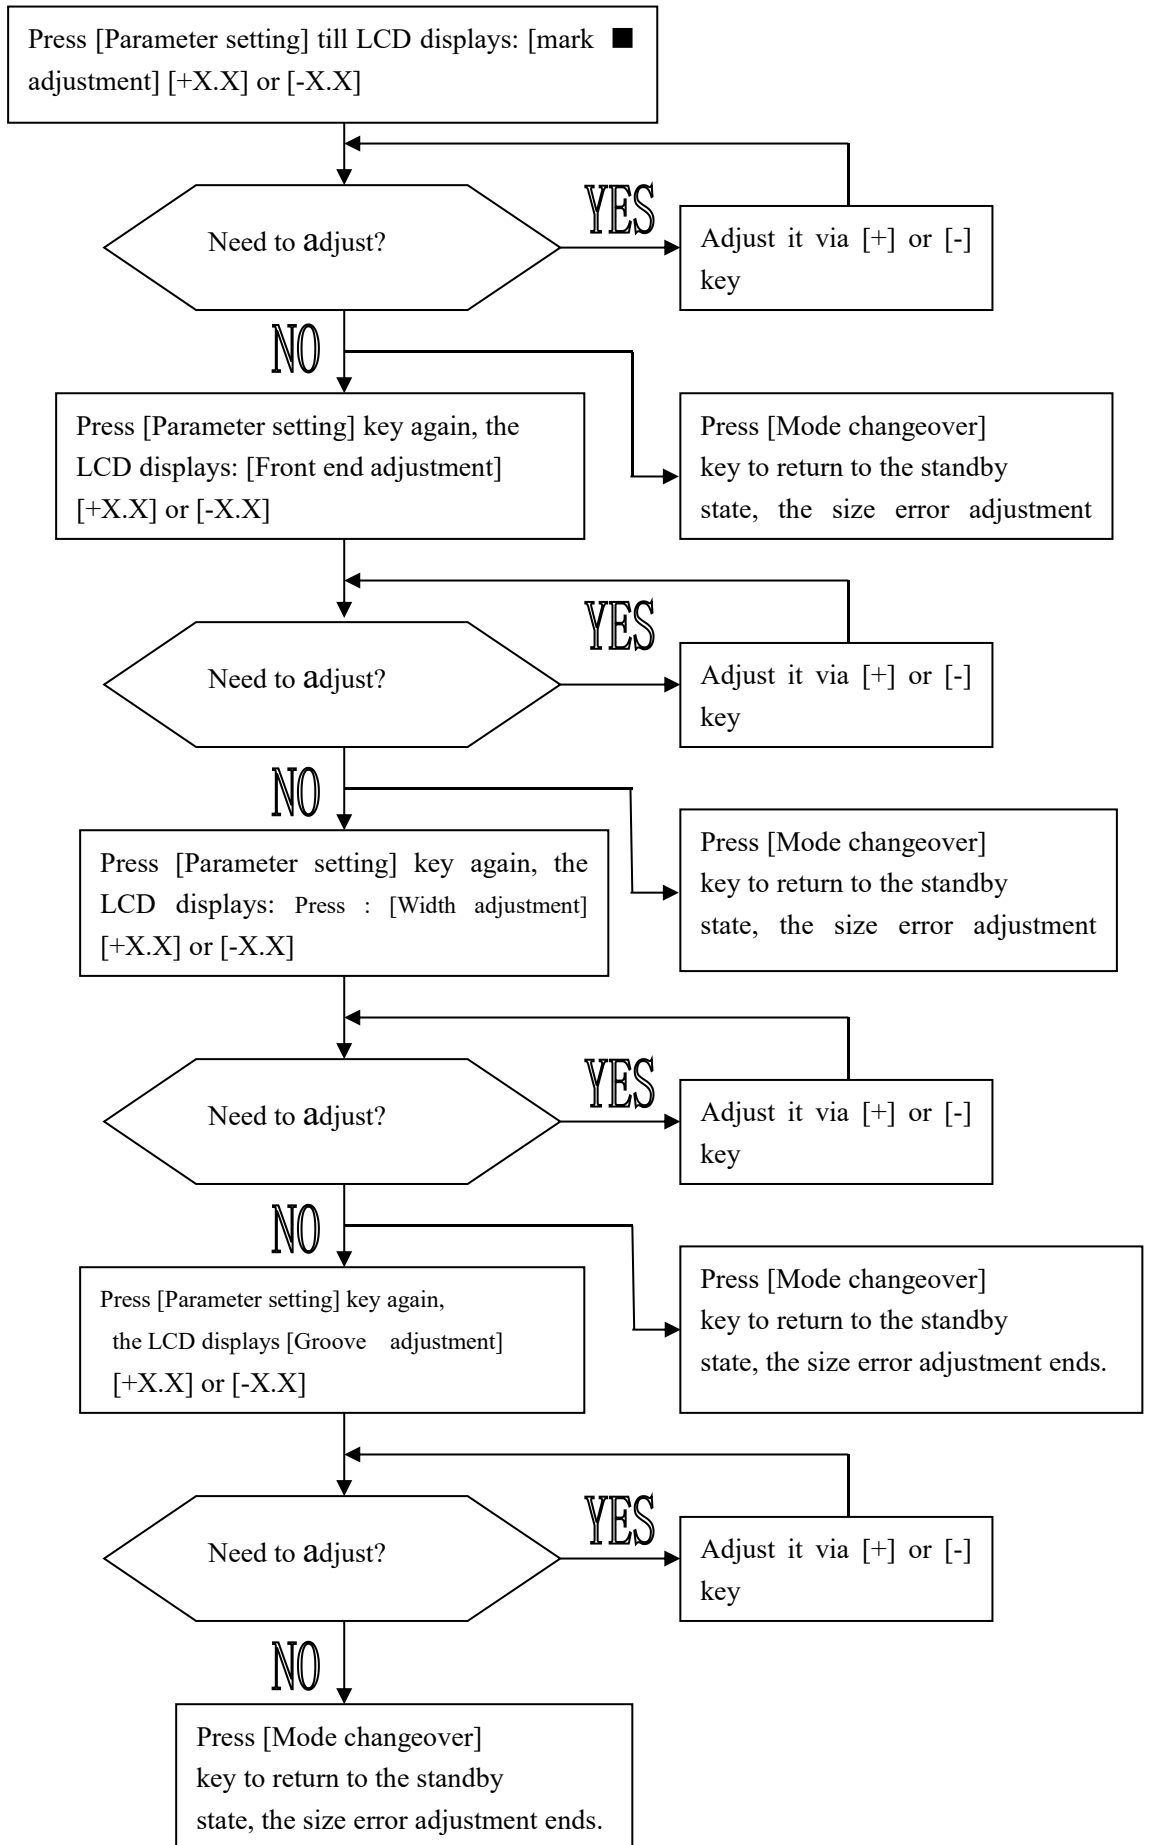 Press [Parameter setting] till LCD displays: [mark ■
adjustment] [+X.X] or [-X.X]
Need to adjust?
YES
Adjust it via [+] or [-]
key
NO
Press [Parameter setting] key again, the
LCD displays: [Front end adjustment]
[+X.X] or [-X.X]
Press [Mode changeover]
key to return to the standby
state, the size error adjustment
Need to adjust?
YES
Adjust it via [+] or [-]
key
NO
Press [Parameter setting] key again, the
LCD displays: Press : [Width adjustment]
[+X.X] or [-X.X]
Press [Mode changeover]
key to return to the standby
state, the size error adjustment
Need to adjust?
YES
Adjust it via [+] or [-]
key
NO
Press [Parameter setting] key again,
the LCD displays [Groove adjustment]
[+X.X] or [-X.X]
Press [Mode changeover]
key to return to the standby
state, the size error adjustment ends.
Need to adjust?
YES
Adjust it via [+] or [-]
key
NO
Press [Mode changeover]
key to return to the standby
state, the size error adjustment ends.